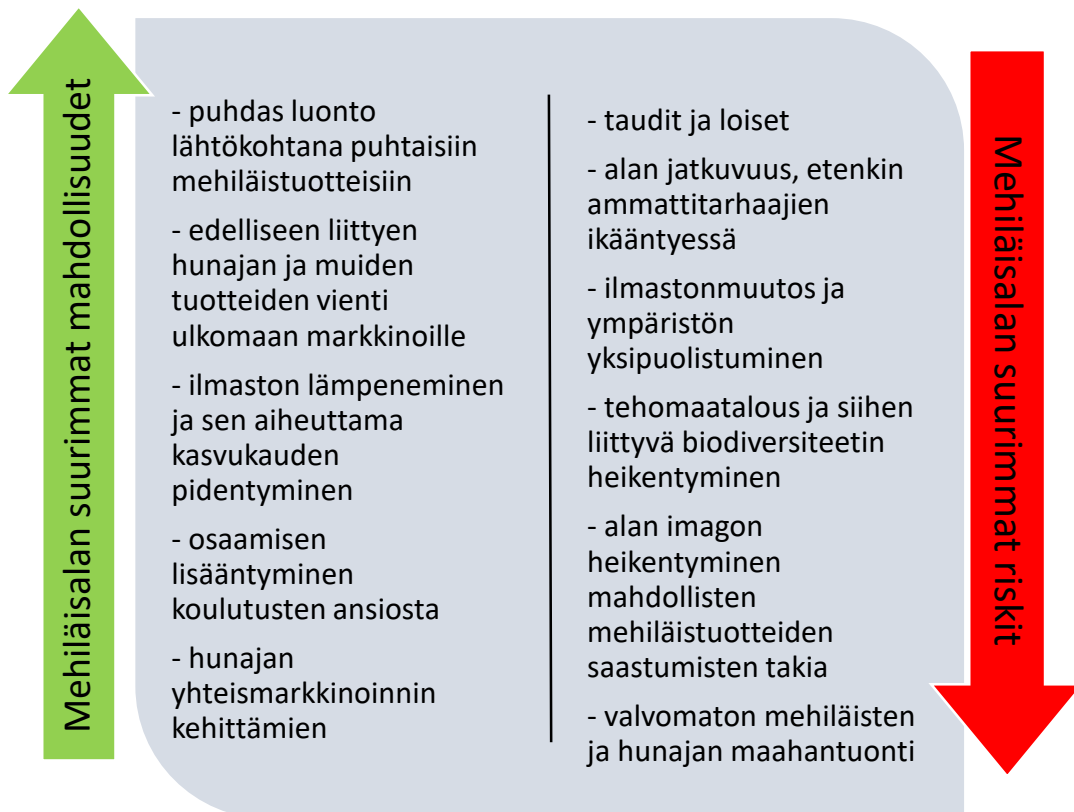 Mehiläisalan suurimmat mahdollisuudet
- puhdas luonto
lähtökohtana puhtaisiin
mehiläistuotteisiin
- edelliseen liittyen
hunajan ja muiden
tuotteiden vienti
ulkomaan markkinoille
- ilmaston lämpeneminen
ja sen aiheuttama
kasvukauden
pidentyminen
- osaamisen
lisääntyminen
koulutusten ansiosta
- hunajan
yhteismarkkinoinnin
kehittämien
- taudit ja loiset
- alan jatkuvuus, etenkin
ammattitarhaajien
ikääntyessä
- ilmastonmuutos ja
ympäristön
yksipuolistuminen
- tehomaatalous ja siihen
liittyvä biodiversiteetin
heikentyminen
- alan imagon
heikentyminen
mahdollisten
mehiläistuotteiden
saastumisten takia
- valvomaton mehiläisten
ja hunajan maahantuonti
Mehiläisalan suurimmat riskit